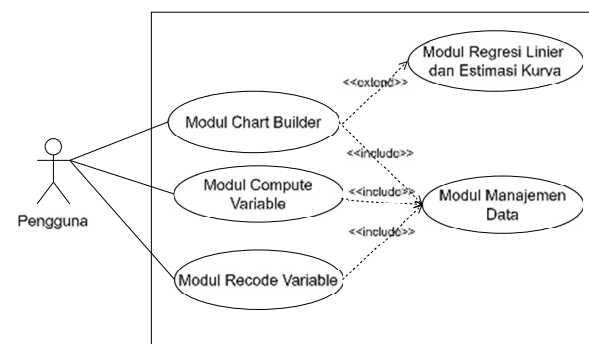 Modul Regresi Linier
dan Estimasi Kurva
<<extend>>
Modul Chart Builder
<<include>>
Modul Compute
Variable
<<include>>
Modul Manajemen
Data
Pengguna
<<include>>
Modul Recode Variable